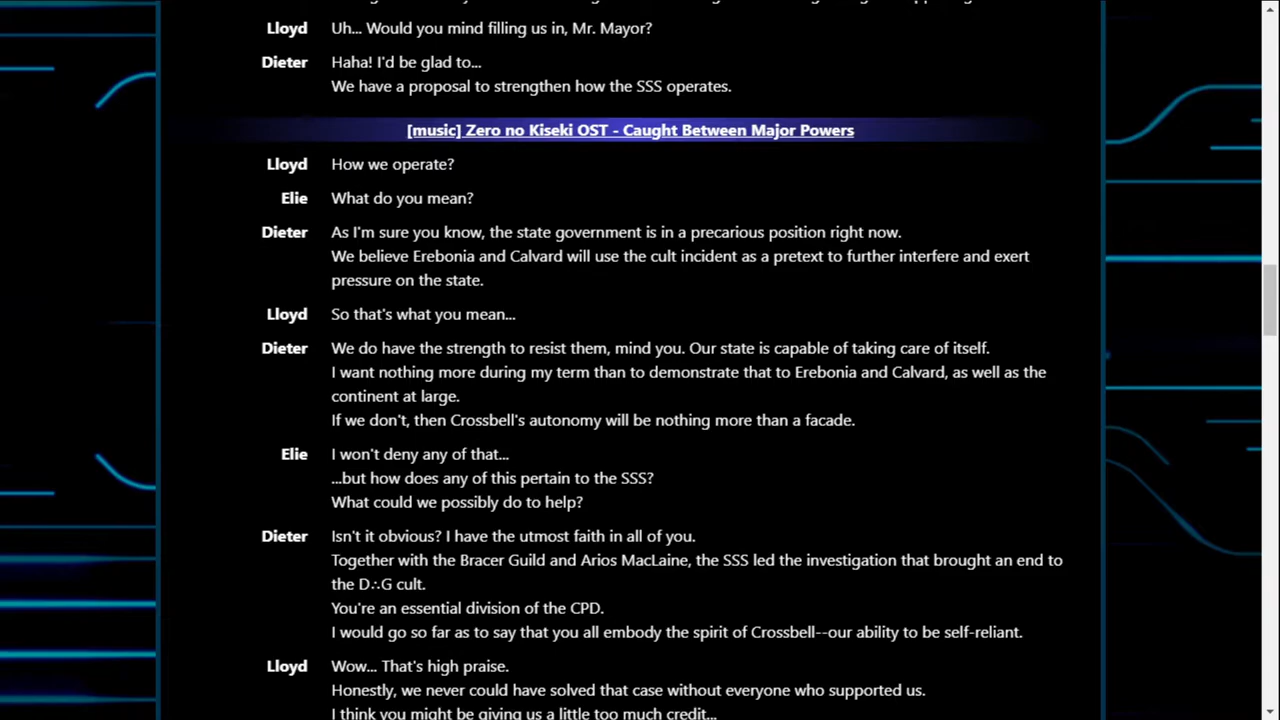 Lloyd Uh... Would you mind filling us in, Mr. Mayor?
Dieter Haha! I'd be glad to...
We have a proposal to strengthen how the SSS operates.
[music] Zero no Kiseki OST - Caught Between Major Powers
Lloyd How we operate?
Elie What do you mean?
Dieter As I'm sure you know, the state government is in a precarious position right now.
We believe Erebonia and Calvard will use the cult incident as a pretext to further interfere and exert
pressure on the state.
Lloyd So that's what you mean...
Dieter We do have the strength to resist them, mind you. Our state is capable of taking care of itself.
I want nothing more during my term than to demonstrate that to Erebonia and Calvard, as well as the
continent at large.
If we don't, then Crossbell's autonomy will be nothing more than a facade.
Elie I won't deny any of that...
...but how does any of this pertain to the SSS?
What could we possibly do to help?
Dieter Isn't it obvious? I have the utmost faith in all of you.
Together with the Bracer Guild and Arios MacLaine, the SSS led the investigation that brought an end to
the D∴G cult.
You're an essential division of the CPD.
I would go so far as to say that you all embody the spirit of Crossbell--our ability to be self-reliant.
Lloyd Wow... That's high praise.
Honestly, we never could have solved that case without everyone who supported us.
I think you might be giving us a little too much credit...